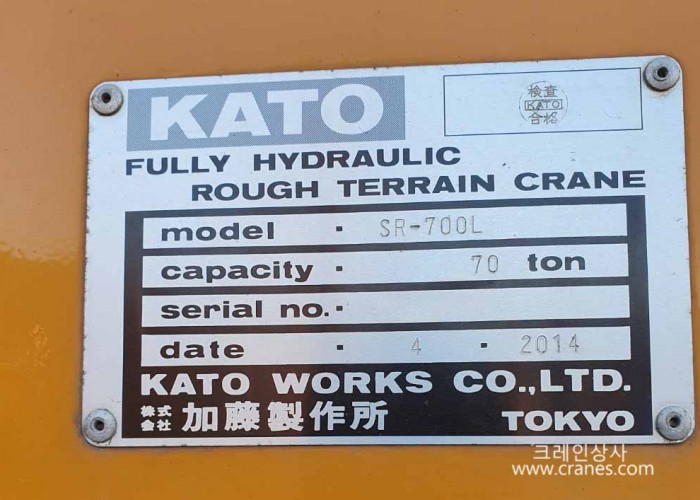 KATO
検査
KATO
合格
FULLY HYDRAULIC
ROUGH TERRAIN CRANE
model - SR-700L
capacity - 70 ton
serial no.-
date - 4 - 2014
KATO WORKS CO.,LTD.
株式会社 加藤製作所 TOKYO
크레인상사
www.cranes.com